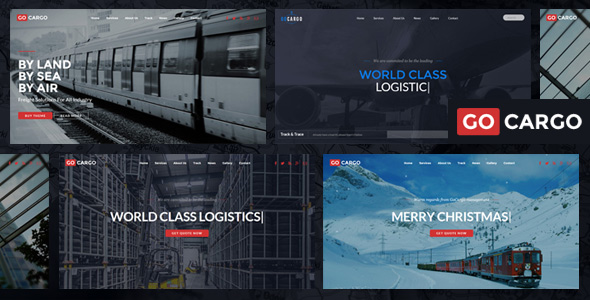 GO CARGO
Home Services About Us Track News Gallery Contact
BY LAND
BY SEA
BY AIR
Freight Solutions For All Industry
BUY THEME READ MORE
GOCARGO
Home Services About Us News Gallery Contact
We are committed to be the leading
WORLD CLASS
LOGISTIC|
Track & Trace
GO CARGO
GO CARGO
GO CARGO
Home Services About Us Track News Gallery Contact
WORLD CLASS LOGISTICS|
GET QUOTE NOW
GO CARGO
Home Services About Us Track News Gallery Contact
Warm regards from GoCargo Management
MERRY CHRISTMAS|
GET QUOTE NOW